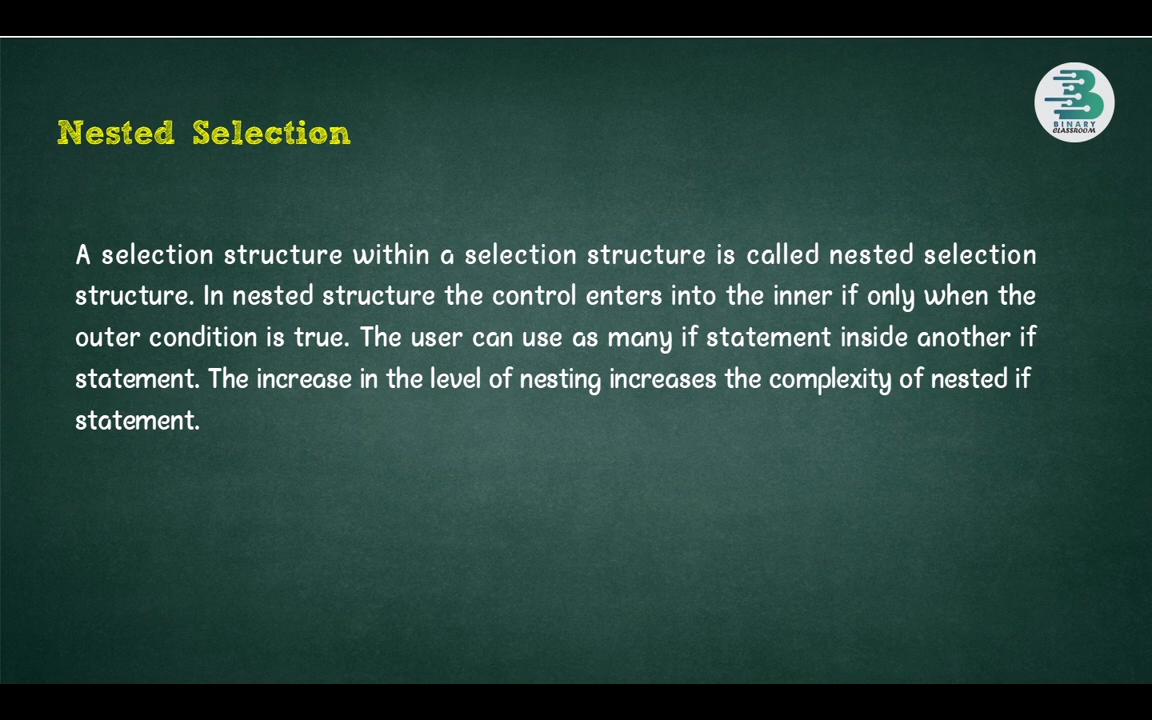 BINARY
CLASSROOM
Nested Selection
A selection structure within a selection structure is called nested selection
structure. In nested structure the control enters into the inner if only when the
outer condition is true. The user can use as many if statement inside another if
statement. The increase in the level of nesting increases the complexity of nested if
statement.